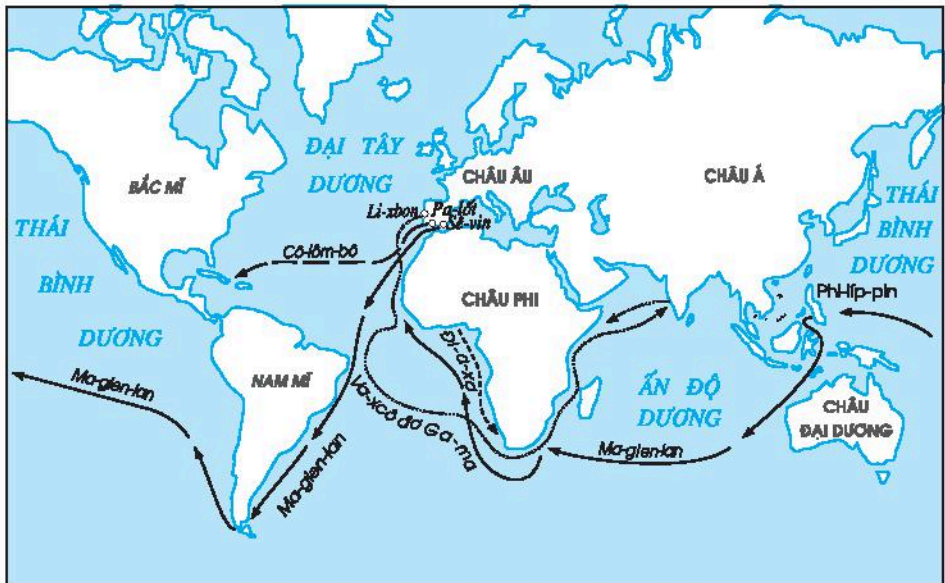 ĐẠI TÂY
DƯƠNG
BẮC MĨ
CHÂU ÂU
CHÂU Á
THÁI
BÌNH
DƯƠNG
Li-xbon
Pa-lốt
Sê-vin
THÁI
BÌNH
DƯƠNG
Cô-lôm-bô
Phi-líp-pin
CHÂU PHI
Đi-a-xơ
NAM MĨ
Ma-gien-lan
Va-xcô đơ Ga-ma
Ma-gien-lan
ẤN ĐỘ
DƯƠNG
CHÂU
ĐẠI DƯƠNG
Ma-gien-lan